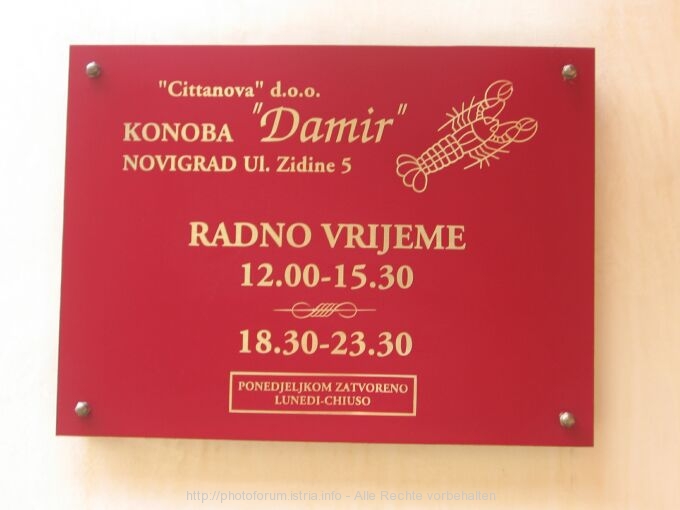 "Cittanova" d.o.o.
KONOBA "Damir"
NOVIGRAD Ul. Zidine 5
RADNO VRIJEME
12.00-15.30
18.30-23.30
PONEDJELJKOM ZATVORENO
LUNEDI-CHIUSO
http://photoforum.istria.info - Alle Rechte vorbehalten